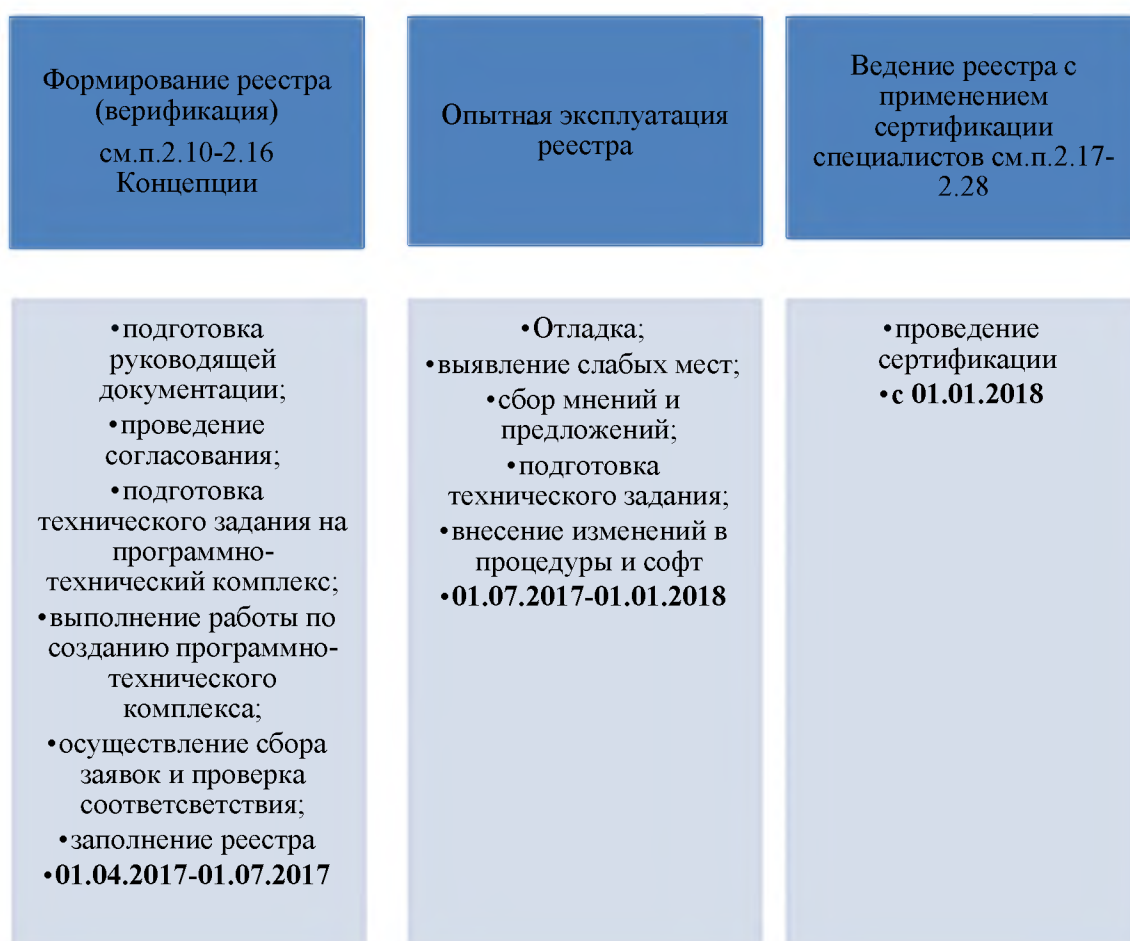 Формирование реестра
(верификация)
см.п.2.10-2.16
Концепции
Опытная эксплуатация
реестра
Ведение реестра с
применением
сертификации
специалистов см.п.2.17-
2.28
•подготовка
руководящей
документации;
•проведение
согласования;
•подготовка
технического задания на
программно-
технический комплекс;
•выполнение работы по
созданию программно-
технического
комплекса;
•осуществление сбора
заявок и проверка
соответсветствия;
•заполнение реестра
•01.04.2017-01.07.2017
•Отладка;
•выявление слабых мест;
•сбор мнений и
предложений;
•подготовка
технического задания;
•внесение изменений в
процедуры и софт
•01.07.2017-01.01.2018
•проведение
сертификации
•с 01.01.2018